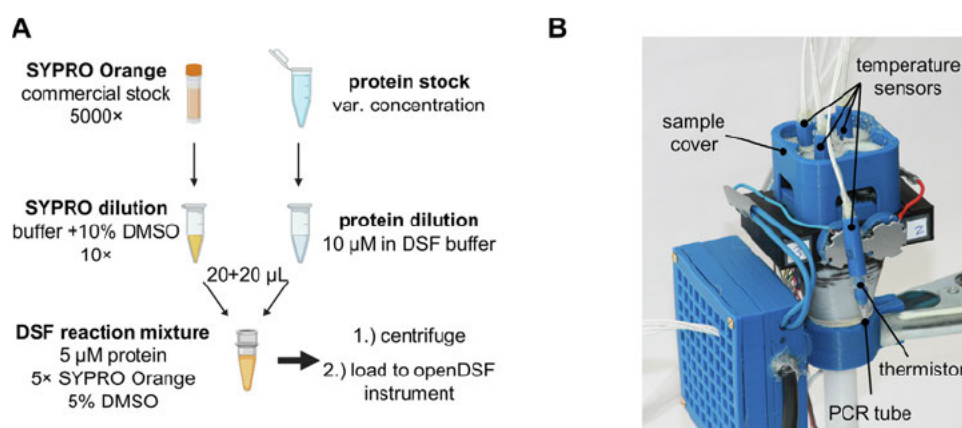 A
SYPRO Orange
commercial stock
5000×
protein stock
var. concentration
SYPRO dilution
buffer +10% DMSO
10×
protein dilution
10 µM in DSF buffer
20+20 µL
DSF reaction mixture
5 µM protein
5× SYPRO Orange
5% DMSO
1.) centrifuge
2.) load to openDSF
instrument
B
temperature
sensors
sample
cover
thermistor
PCR tube